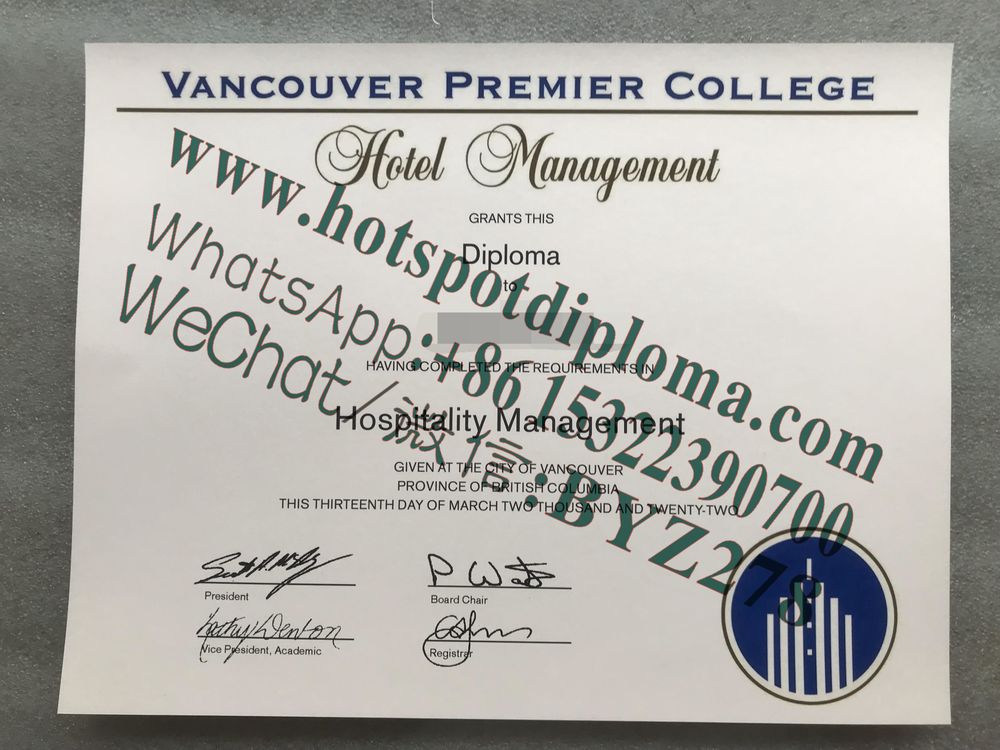 VANCOUVER PREMIER COLLEGE
Hotel Management
GRANTS THIS
Diploma
to
HAVING COMPLETED THE REQUIREMENTS IN
Hospitality Management
GIVEN AT THE CITY OF VANCOUVER
PROVINCE OF BRITISH COLUMBIA
THIS THIRTEENTH DAY OF MARCH TWO THOUSAND AND TWENTY-TWO
President
Board Chair
Vice President, Academic
Registrar
www.hotspotdiploma.com
WhatsApp:+86 15322390700
WeChat/微信:BYZ278